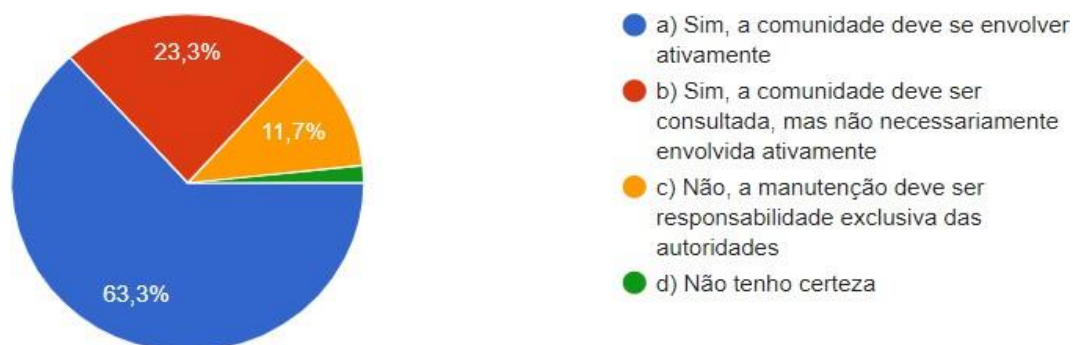 23,3%
11,7%
63,3%
a) Sim, a comunidade deve se envolver
ativamente
b) Sim, a comunidade deve ser
consultada, mas não necessariamente
envolvida ativamente
c) Não, a manutenção deve ser
responsabilidade exclusiva das
autoridades
d) Não tenho certeza